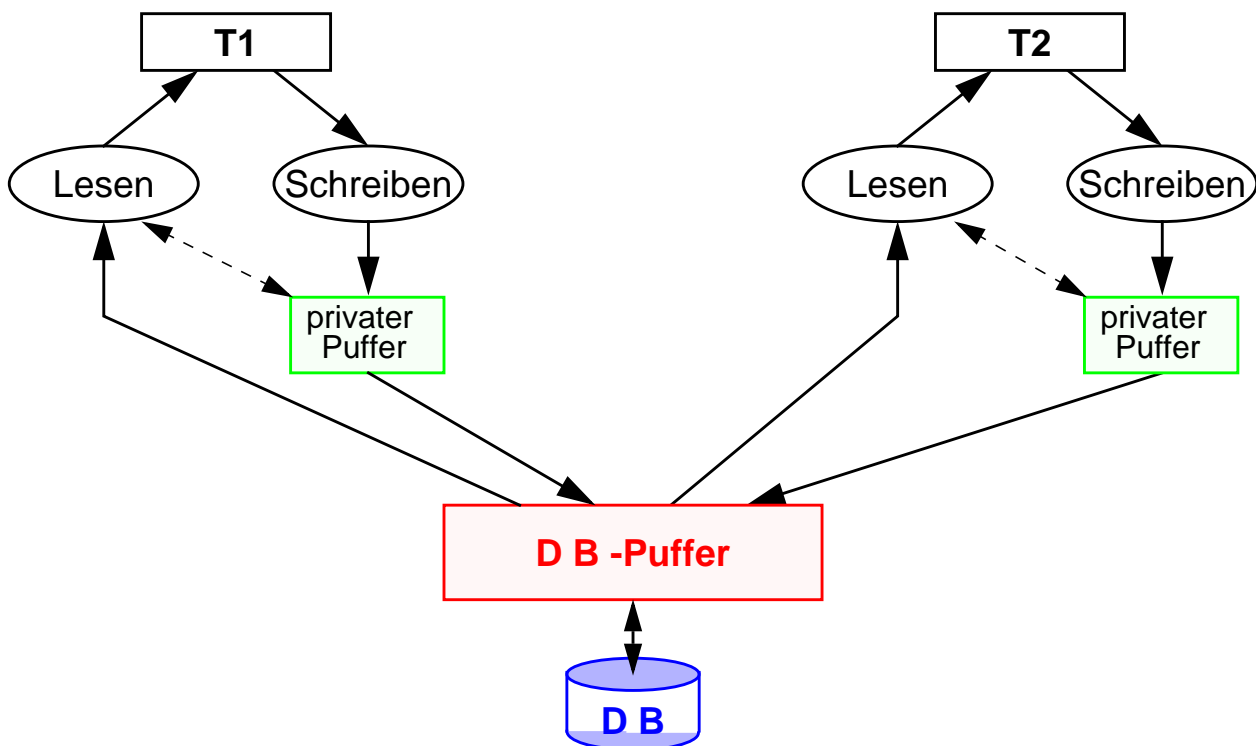 T1
T2
Lesen
Schreiben
Lesen
Schreiben
privater
Puffer
privater
Puffer
D B -Puffer
D B